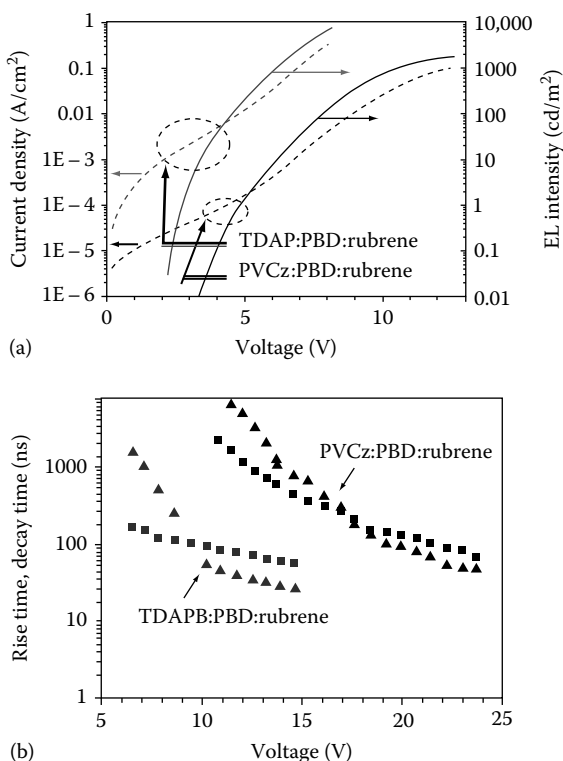 Current density (A/cm²)
1
0.1
0.01
1E−3
1E−4
1E−5
1E−6
10,000
1000
100
10
1
0.1
0.01
EL intensity (cd/m²)
TDAP:PBD:rubrene
PVCz:PBD:rubrene
0
5
10
Voltage (V)
(a)
Rise time, decay time (ns)
1000
100
10
1
PVCz:PBD:rubrene
TDAPB:PBD:rubrene
5
10
15
20
25
Voltage (V)
(b)